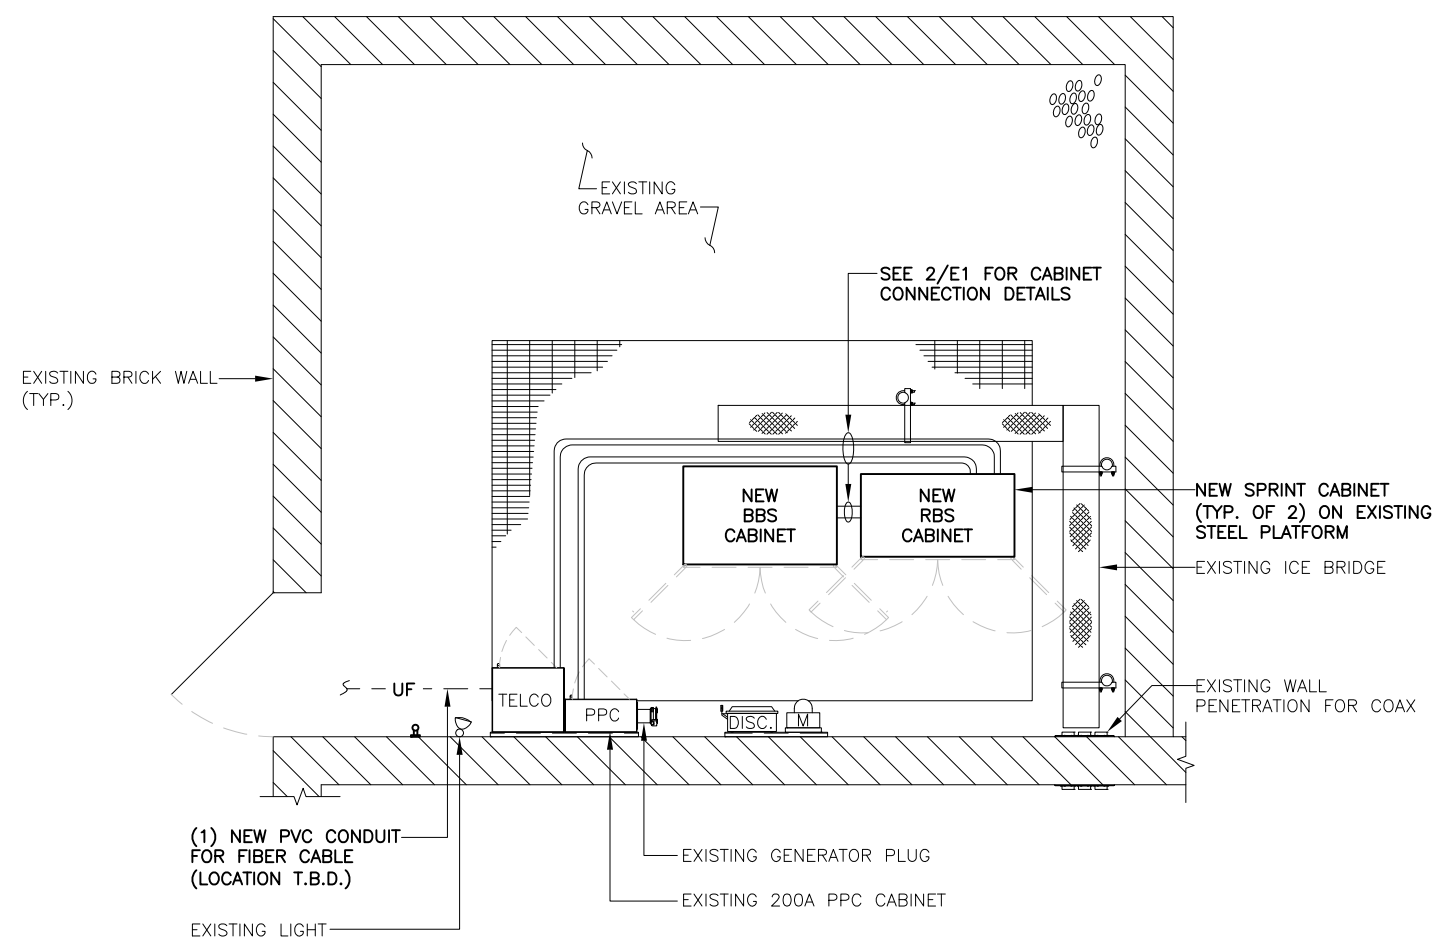 EXISTING
GRAVEL AREA
SEE 2/E1 FOR CABINET
CONNECTION DETAILS
EXISTING BRICK WALL
(TYP.)
NEW
BBS
CABINET
NEW
RBS
CABINET
NEW SPRINT CABINET
(TYP. OF 2) ON EXISTING
STEEL PLATFORM
EXISTING ICE BRIDGE
UF
TELCO
PPC
DISC.
M
EXISTING WALL
PENETRATION FOR COAX
(1) NEW PVC CONDUIT
FOR FIBER CABLE
(LOCATION T.B.D.)
EXISTING GENERATOR PLUG
EXISTING 200A PPC CABINET
EXISTING LIGHT